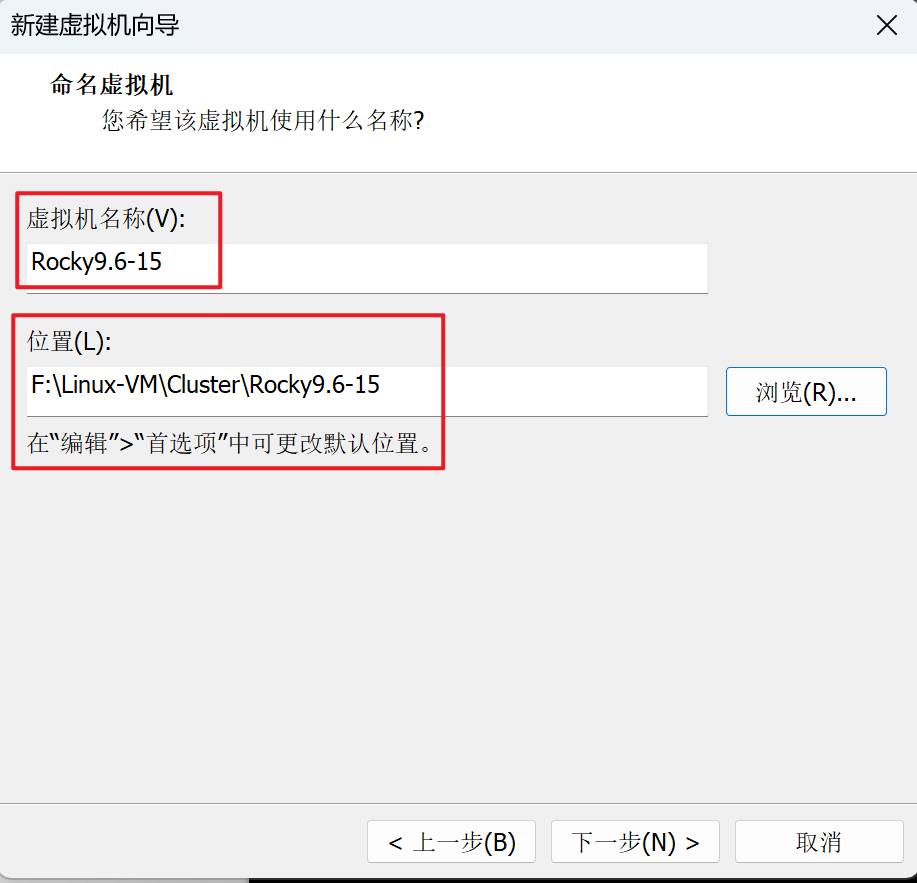 新建虚拟机向导
命名虚拟机
您希望该虚拟机使用什么名称?
虚拟机名称(V):
Rocky9.6-15
位置(L):
F:\Linux-VM\Cluster\Rocky9.6-15
浏览(R)...
在“编辑”>“首选项”中可更改默认位置。
< 上一步(B)
下一步(N) >
取消